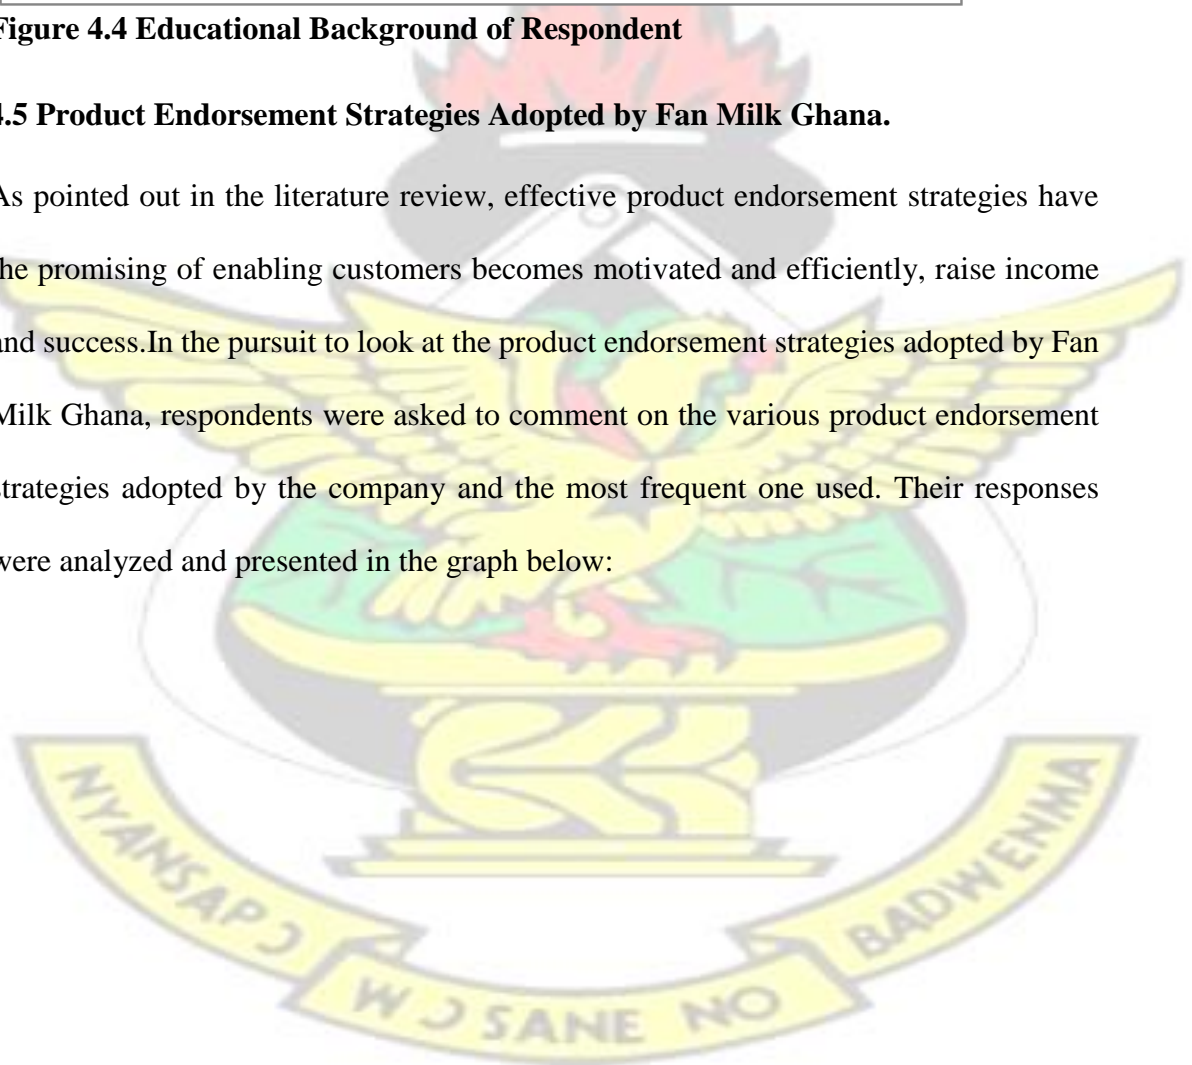 Figure 4.4 Educational Background of Respondent
4.5 Product Endorsement Strategies Adopted by Fan Milk Ghana.
As pointed out in the literature review, effective product endorsement strategies have
the promising of enabling customers becomes motivated and efficiently, raise income
and success.In the pursuit to look at the product endorsement strategies adopted by Fan
Milk Ghana, respondents were asked to comment on the various product endorsement
strategies adopted by the company and the most frequent one used. Their responses
were analyzed and presented in the graph below:
NYANSAPƆ
WƆSANE NO
BADWENMA